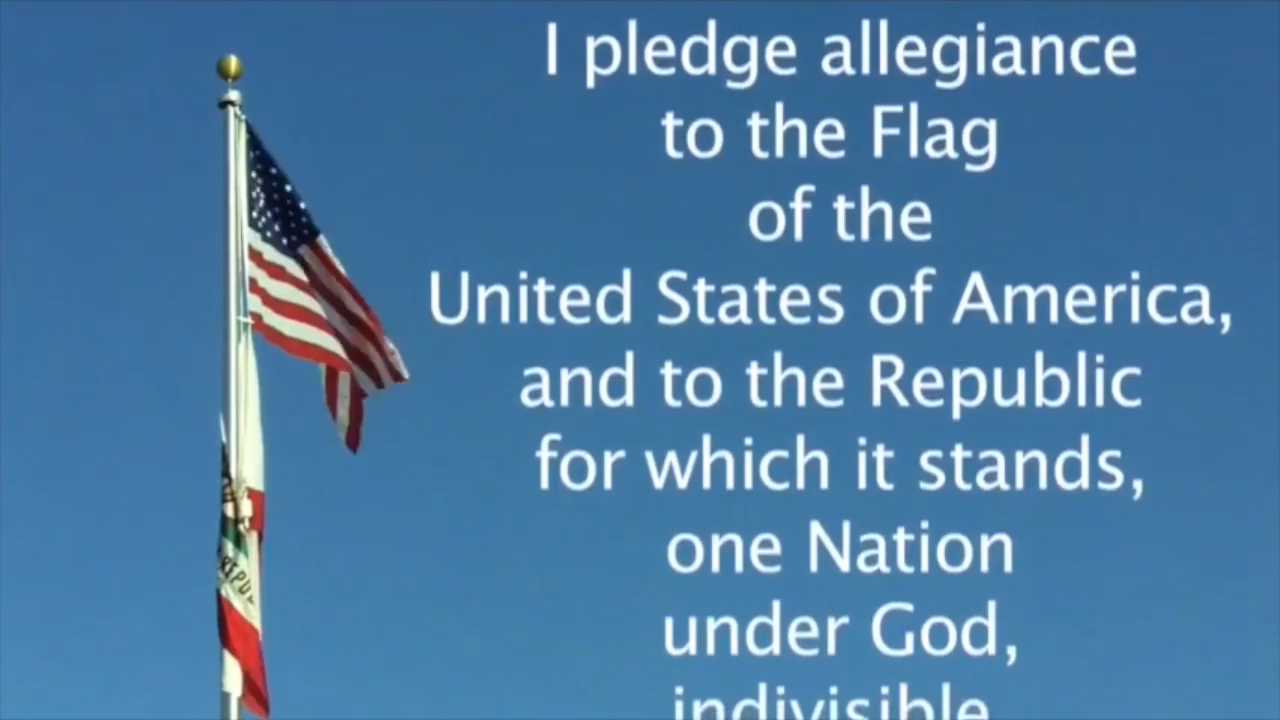 I pledge allegiance
to the Flag
of the
United States of America,
and to the Republic
for which it stands,
one Nation
under God,
indivisible